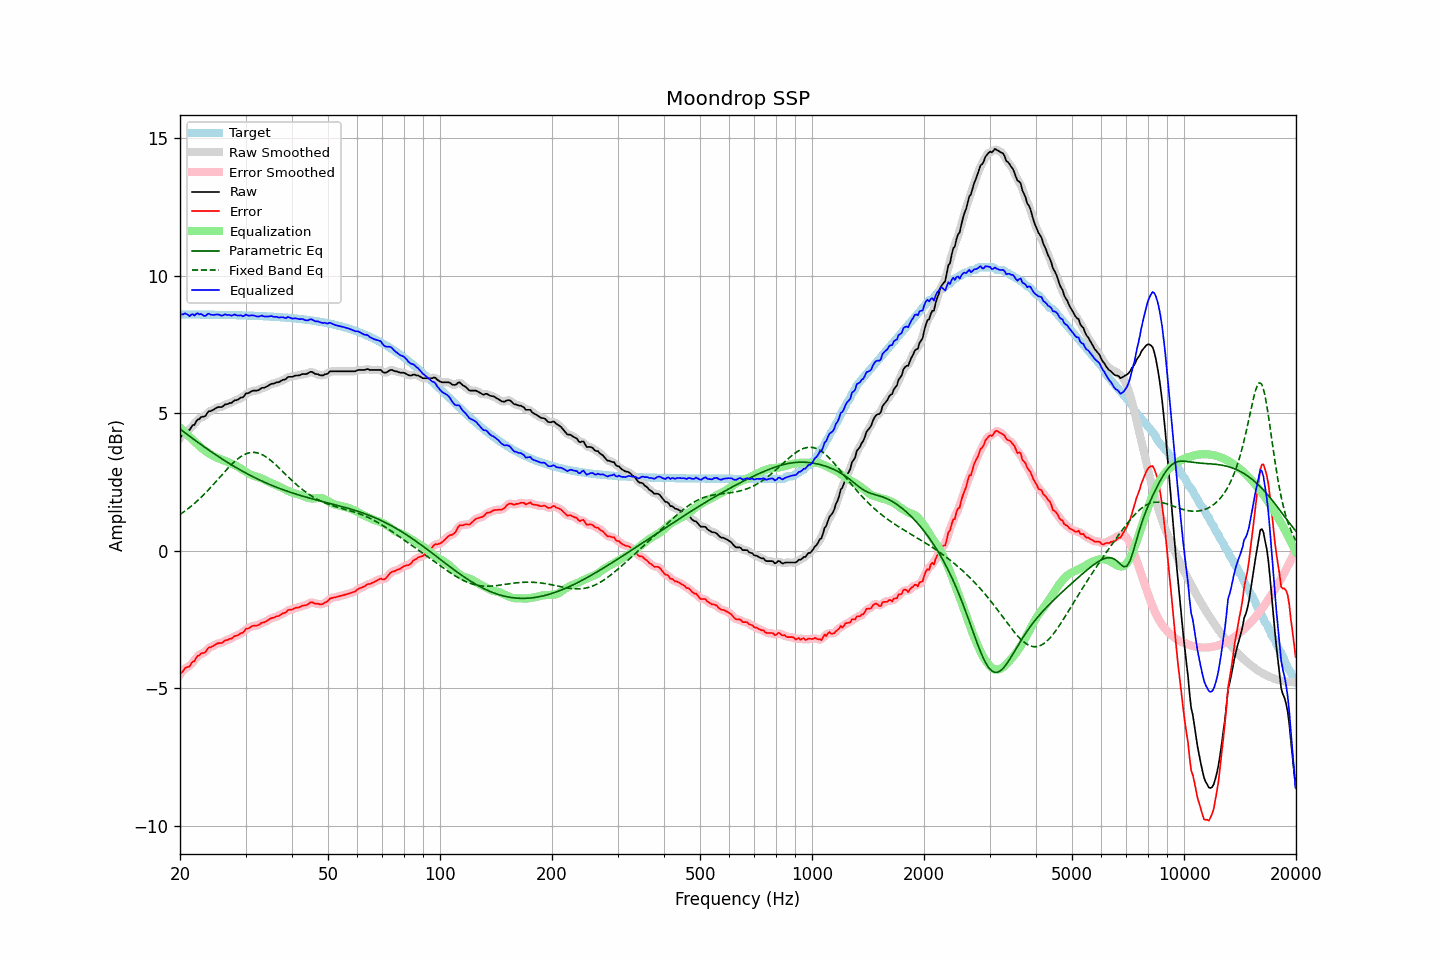 Moondrop SSP
Target
Raw Smoothed
Error Smoothed
Raw
Error
Equalization
Parametric Eq
Fixed Band Eq
Equalized
15
10
5
0
−5
−10
Amplitude (dBr)
20 50 100 200 500 1000 2000 5000 10000 20000
Frequency (Hz)